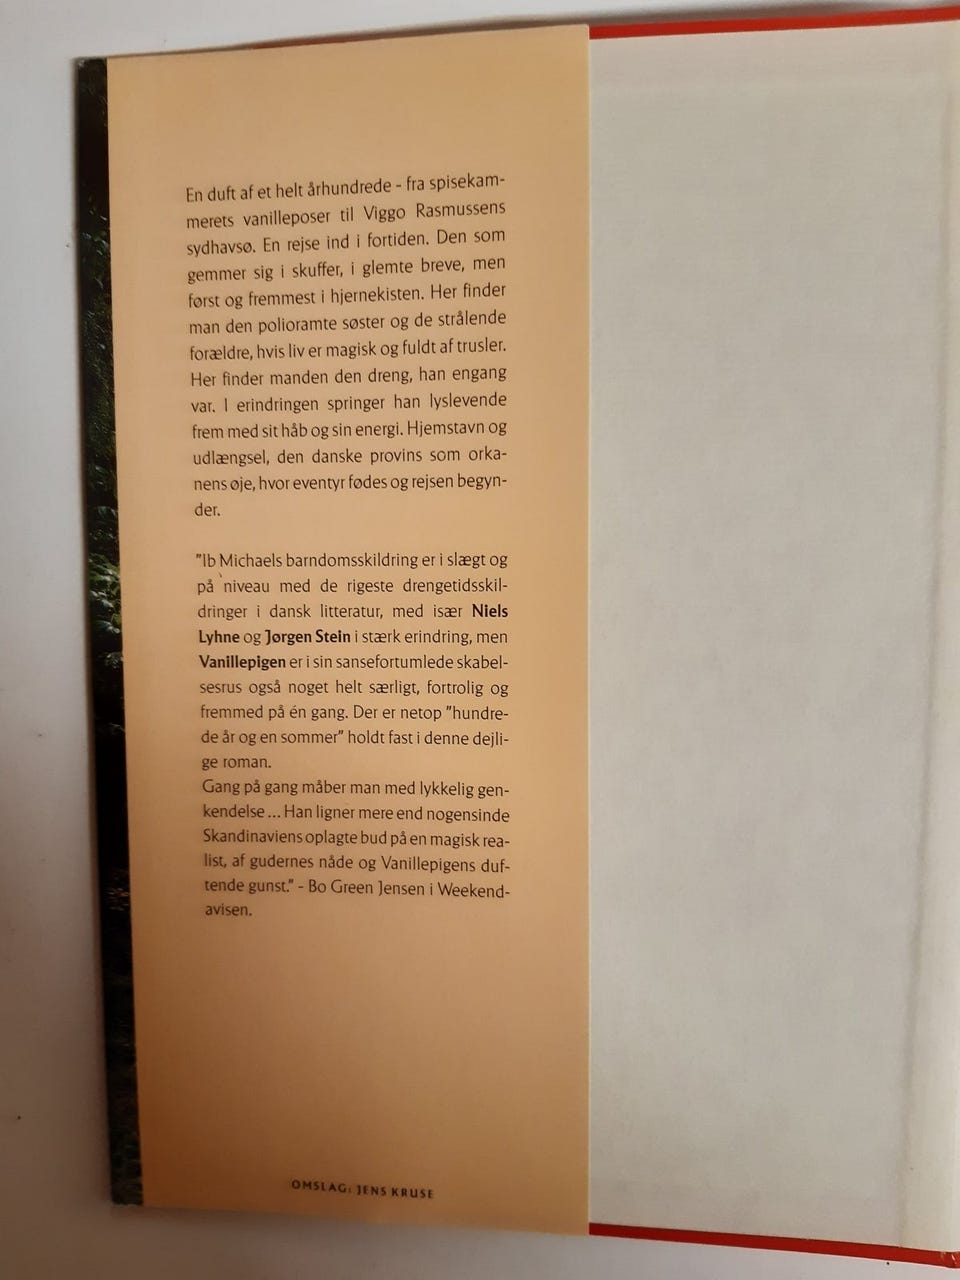 En duft af et helt århundrede - fra spisekam-
merets vanilleposer til Viggo Rasmussens
sydhavsø. En rejse ind i fortiden. Den som
gemmer sig i skuffer, i glemte breve, men
først og fremmest i hjernekisten. Her finder
man den polioramte søster og de strålende
forældre, hvis liv er magisk og fuldt af trusler.
Her finder manden den dreng, han engang
var. I erindringen springer han lyslevende
frem med sit håb og sin energi. Hjemstavn og
udlængsel, den danske provins som orka-
nens øje, hvor eventyr fødes og rejsen begyn-
der.
"Ib Michaels barndomsskildring er i slægt og
på niveau med de rigeste drengetidsskil-
dringer i dansk litteratur, med især Niels
Lyhne og Jørgen Stein i stærk erindring, men
Vanillepigen er i sin sansefortumlede skabel-
sesrus også noget helt særligt, fortrolig og
fremmed på én gang. Der er netop "hundre-
de år og en sommer" holdt fast i denne dejli-
ge roman.
Gang på gang måber man med lykkelig gen-
kendelse ... Han ligner mere end nogensinde
Skandinaviens oplagte bud på en magisk rea-
list, af gudernes nåde og Vanillepigens duf-
tende gunst." - Bo Green Jensen i Weekend-
avisen.
OMSLAG: JENS KRUSE